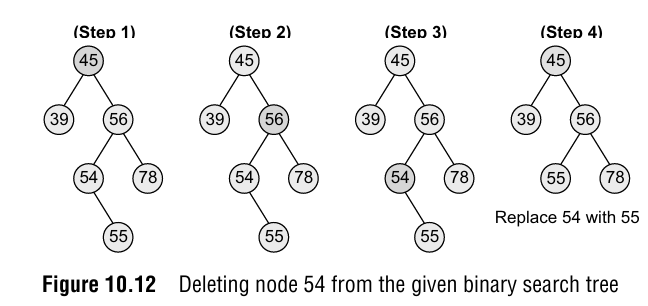 (Step 1) (Step 2) (Step 3) (Step 4)
45 45 45 45
39 56 39 56 39 56 39 56
54 78 54 78 54 78 55 78
Replace 54 with 55
55 55 55
Figure 10.12 Deleting node 54 from the given binary search tree